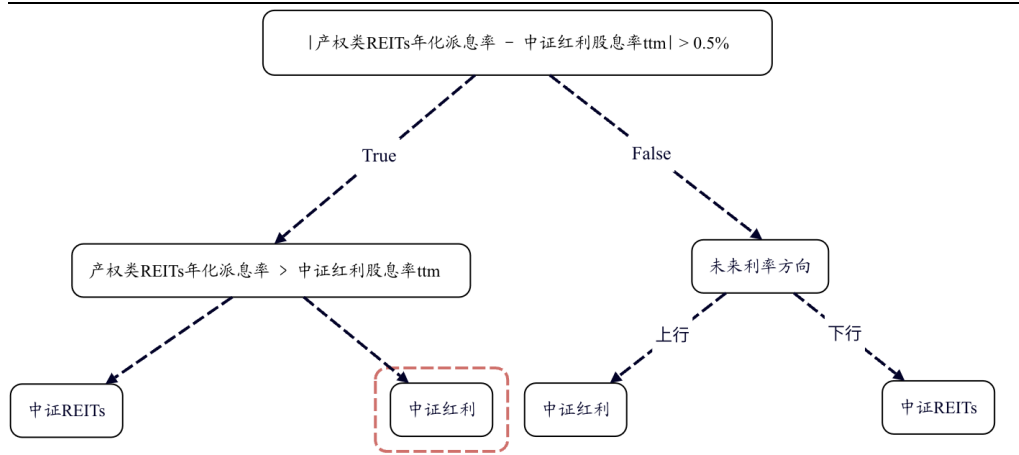 |产权类REITs年化派息率 - 中证红利股息率ttm| > 0.5%
True
False
产权类REITs年化派息率 > 中证红利股息率ttm
未来利率方向
上行
下行
中证REITs
中证红利
中证红利
中证REITs